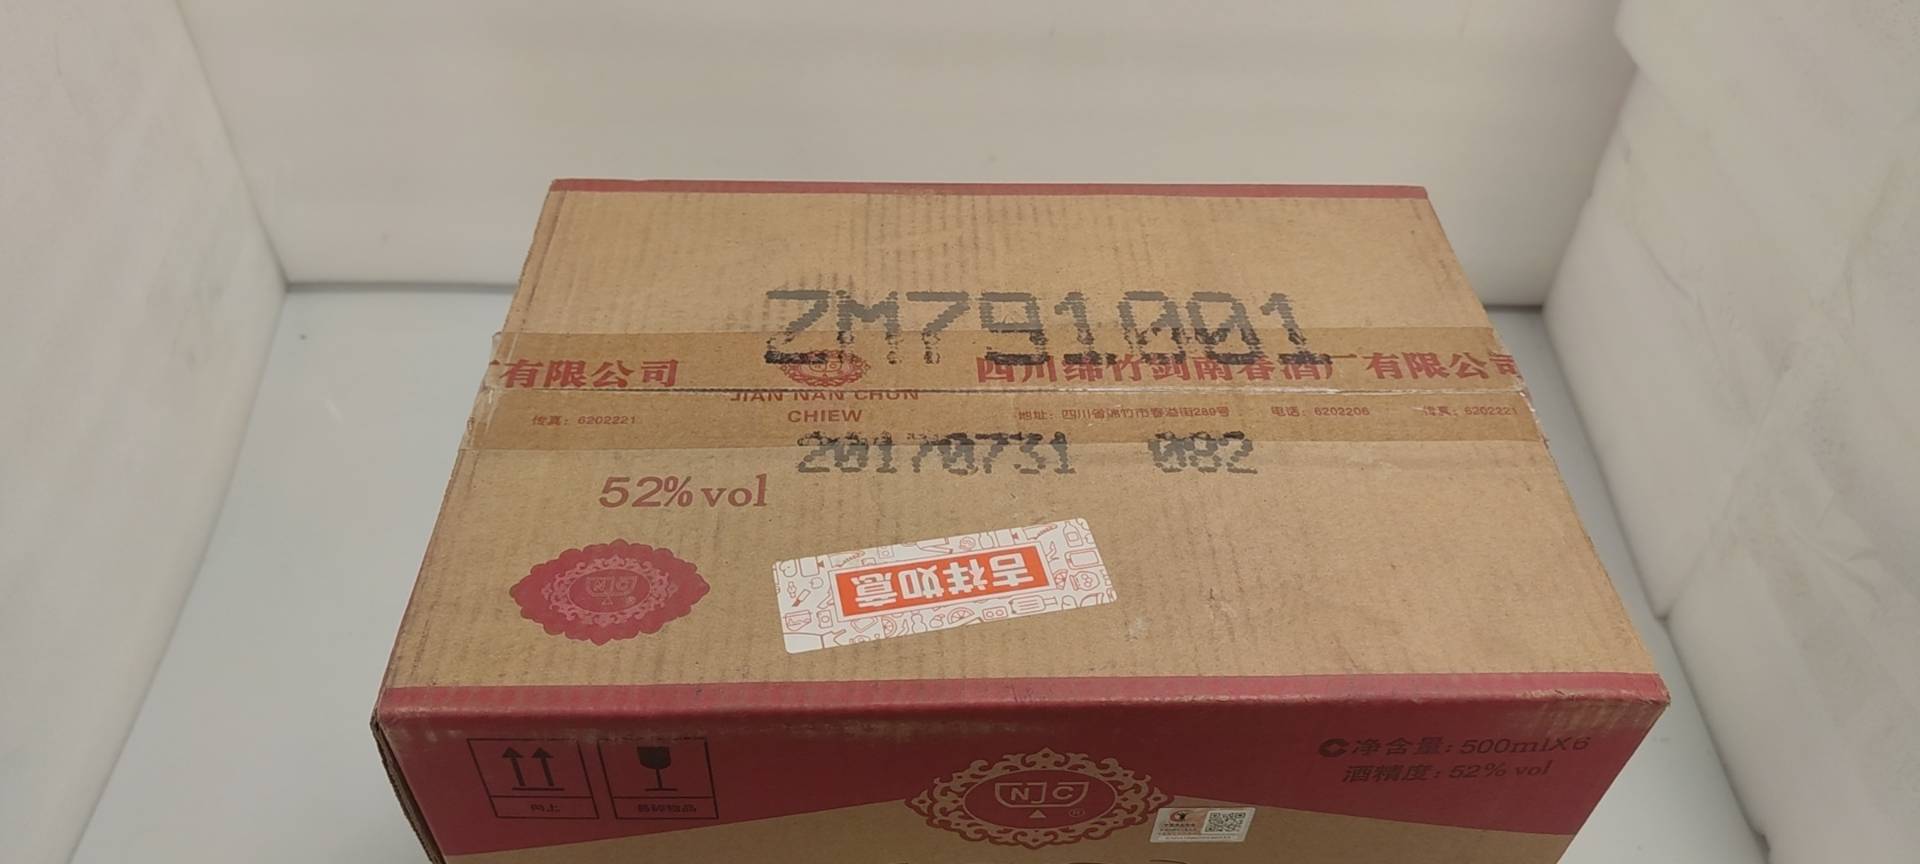 ZM791001
有限公司
四川绵竹剑南春酒厂有限公司
JIAN NAN CHUN
CHIEW
传真：6202221
地址：四川省绵竹市春溢街289号 电话：6202206 传真：6202221
20170731 082
52%vol
吉祥如意
NJC
向上
易碎物品
净含量：500mlX6
酒精度：52% vol
NJC